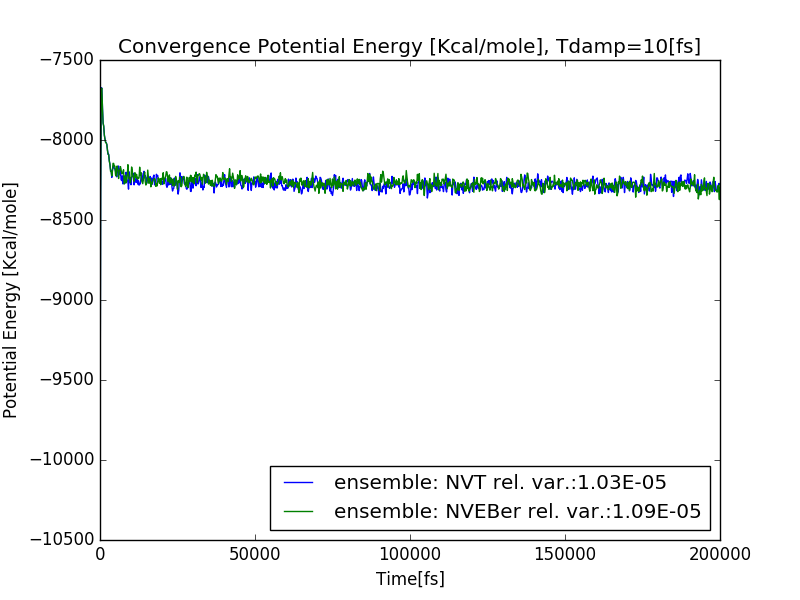 Convergence Potential Energy [Kcal/mole], Tdamp=10[fs]
Potential Energy [Kcal/mole]
−7500
−8000
−8500
−9000
−9500
−10000
−10500
ensemble: NVT rel. var.:1.03E-05
ensemble: NVEBer rel. var.:1.09E-05
0 50000 100000 150000 200000
Time[fs]